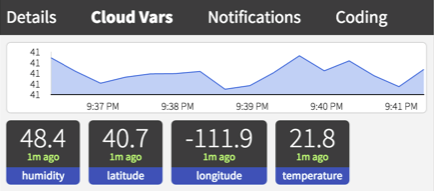 Details Cloud Vars Notifications Coding
41
41
41
41
41
9:37 PM 9:38 PM 9:39 PM 9:40 PM 9:41 PM
48.4 40.7 -111.9 21.8
1m ago 1m ago 1m ago 1m ago
humidity latitude longitude temperature